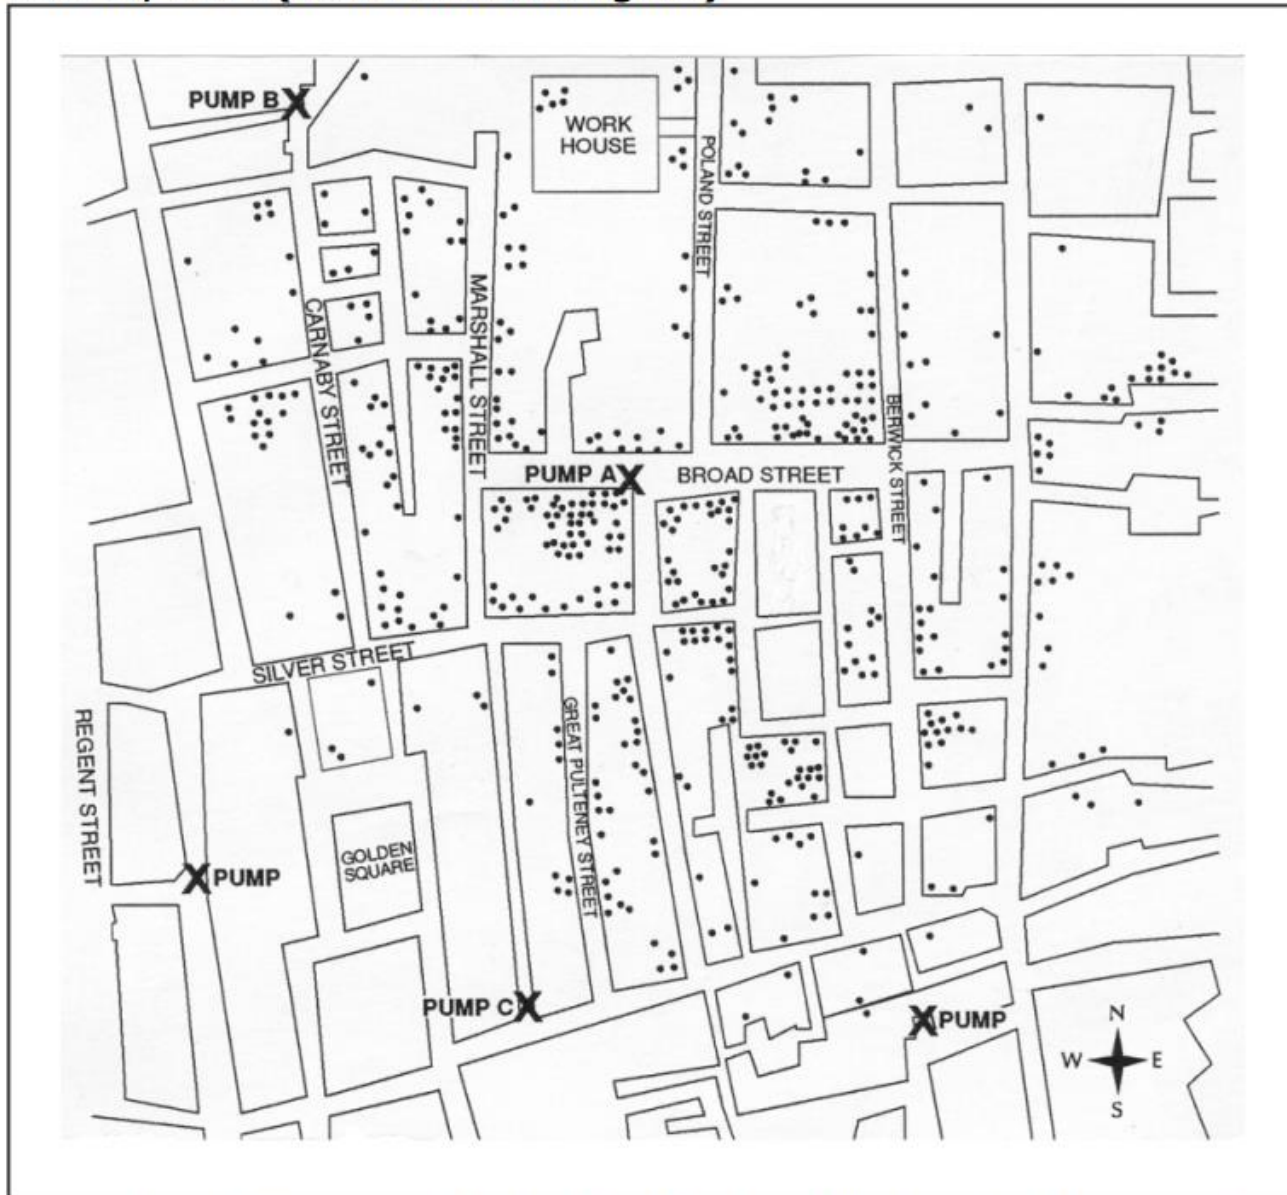 PUMP B
WORK
HOUSE
POLAND STREET
CARNABY STREET
MARSHALL STREET
BERWICK STREET
PUMP A
BROAD STREET
SILVER STREET
REGENT STREET
GREAT PULTENEY STREET
GOLDEN
SQUARE
PUMP
PUMP C
PUMP
N
W E
S